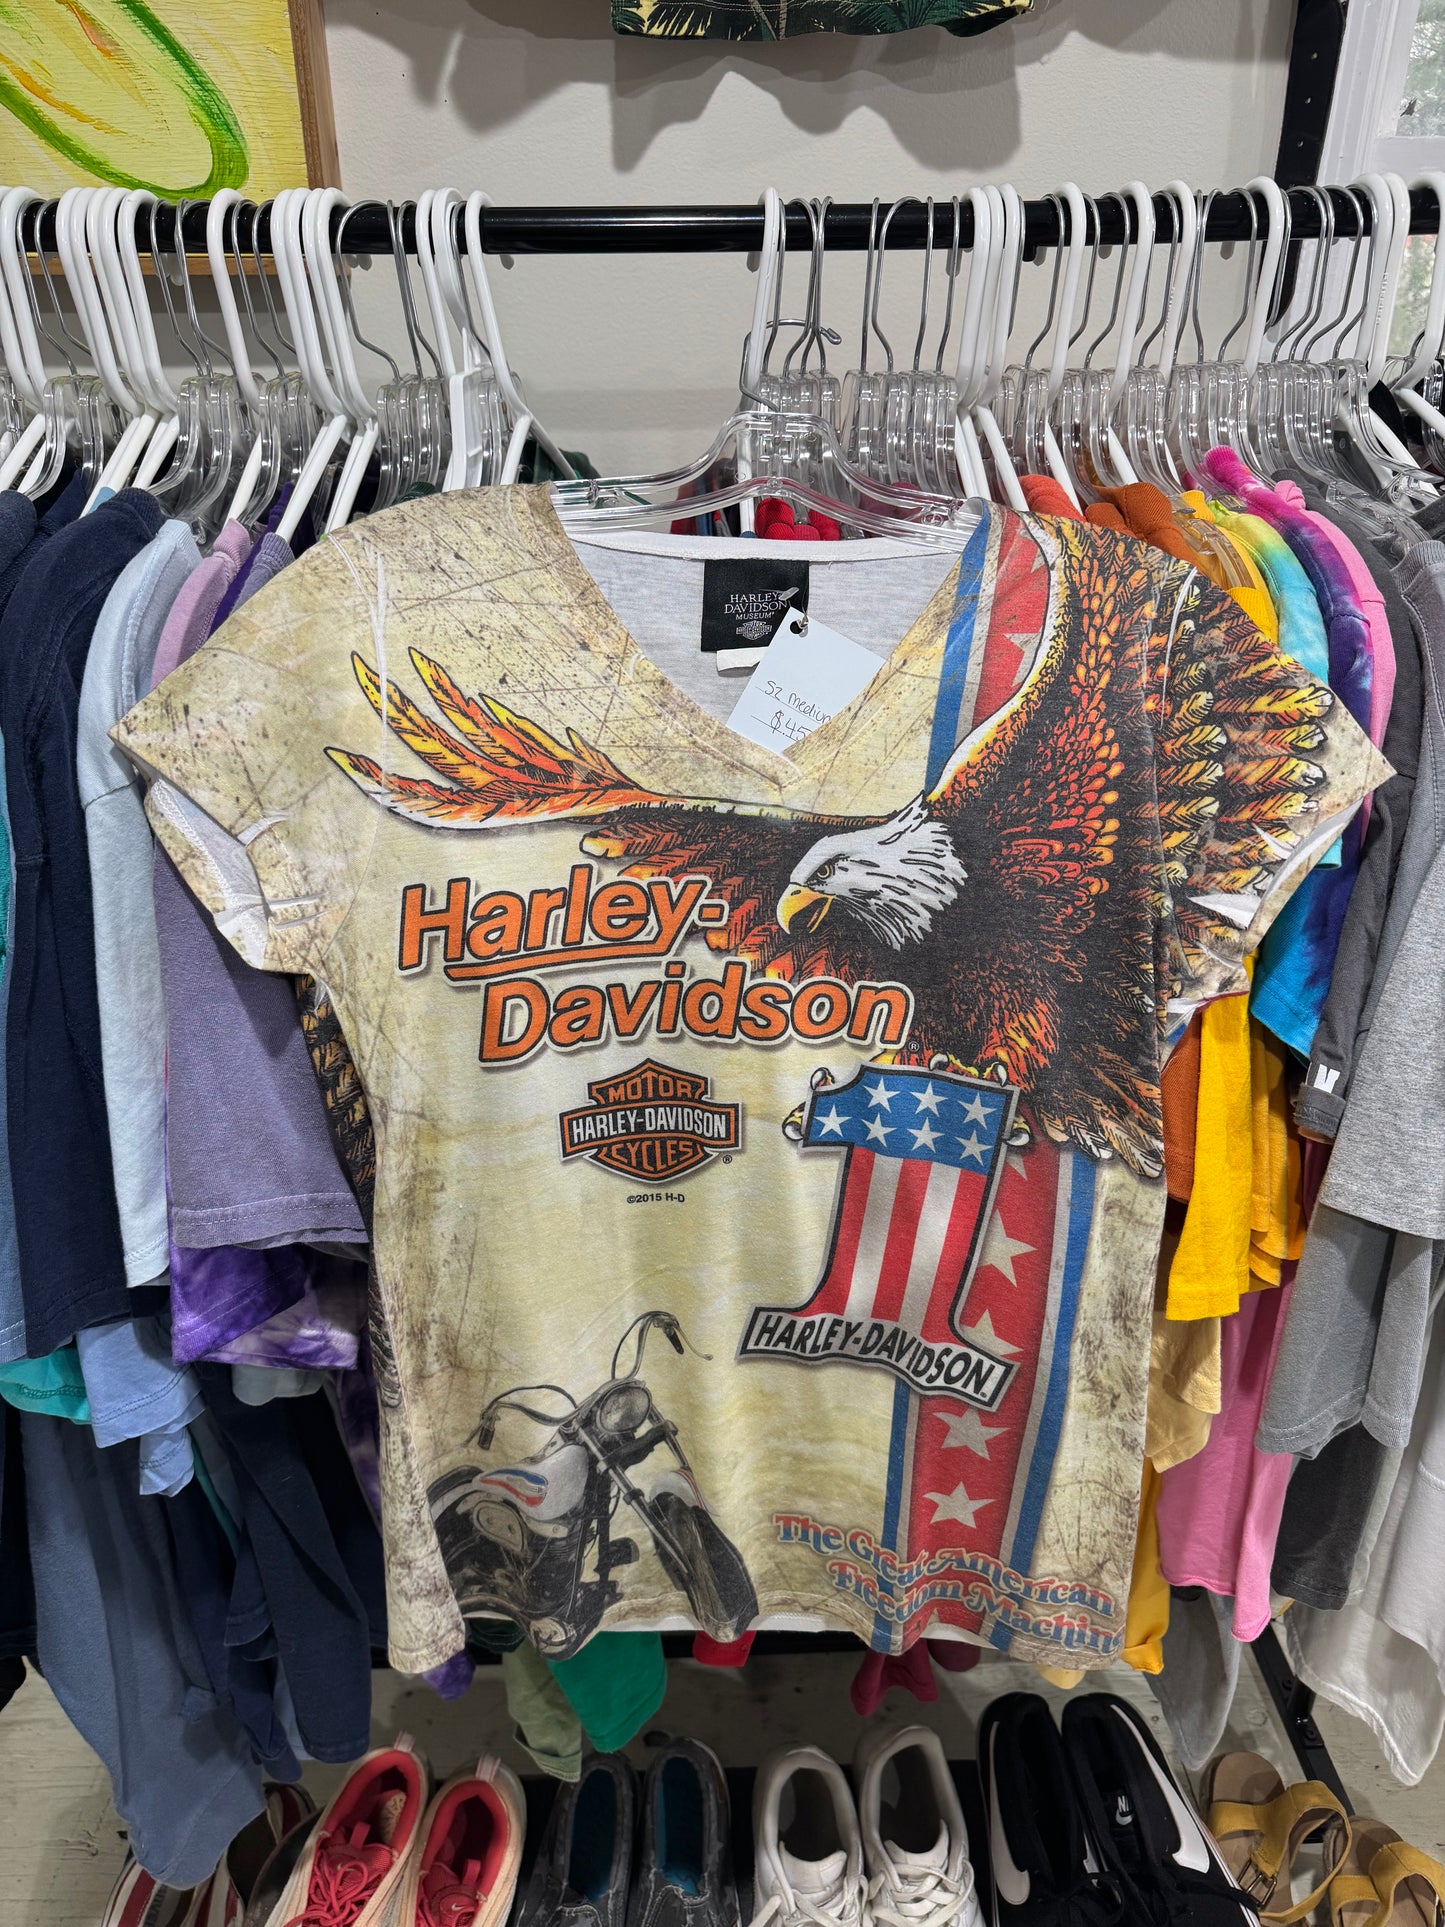 HARLEY
DAVIDSON
MUSEUM
SZ medium
$45
Harley-
Davidson®
MOTOR
HARLEY-DAVIDSON
CYCLES®
©2015 H-D
HARLEY-DAVIDSON
The Great American
Freedom Machine